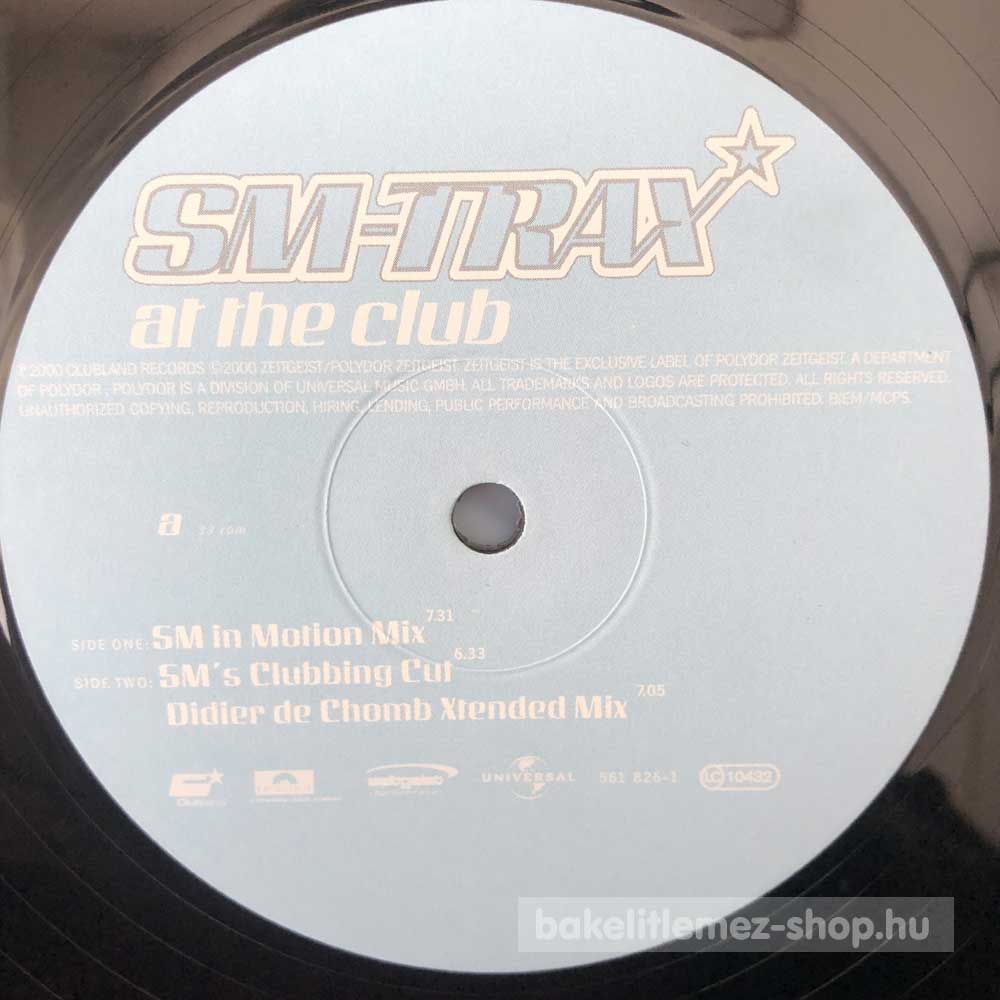 SM-TRAX
at the club
℗2000 CLUBLAND RECORDS ©2000 ZEITGEIST/POLYDOR ZEITGEIST. ZEITGEIST IS THE EXCLUSIVE LABEL OF POLYDOR ZEITGEIST. A DEPARTMENT
OF POLYDOR , POLYDOR IS A DIVISION OF UNIVERSAL MUSIC GMBH. ALL TRADEMARKS AND LOGOS ARE PROTECTED. ALL RIGHTS RESERVED.
UNAUTHORIZED COPYING, REPRODUCTION, HIRING, LENDING, PUBLIC PERFORMANCE AND BROADCASTING PROHIBITED. BIEM/MCPS.
a 33 rpm
SIDE ONE: SM in Motion Mix 7.31
SIDE TWO: SM's Clubbing Cut 6.33
Didier de Chomb Xtended Mix 7.05
Clubland zeitgeist UNIVERSAL 561 826-1 LC 10432
bakelitlemez-shop.hu